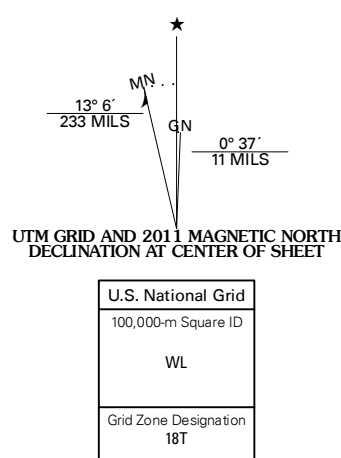 ★
MN
13° 6´
233 MILS
GN
0° 37´
11 MILS
UTM GRID AND 2011 MAGNETIC NORTH
DECLINATION AT CENTER OF SHEET
U.S. National Grid
100,000-m Square ID
WL
Grid Zone Designation
18T